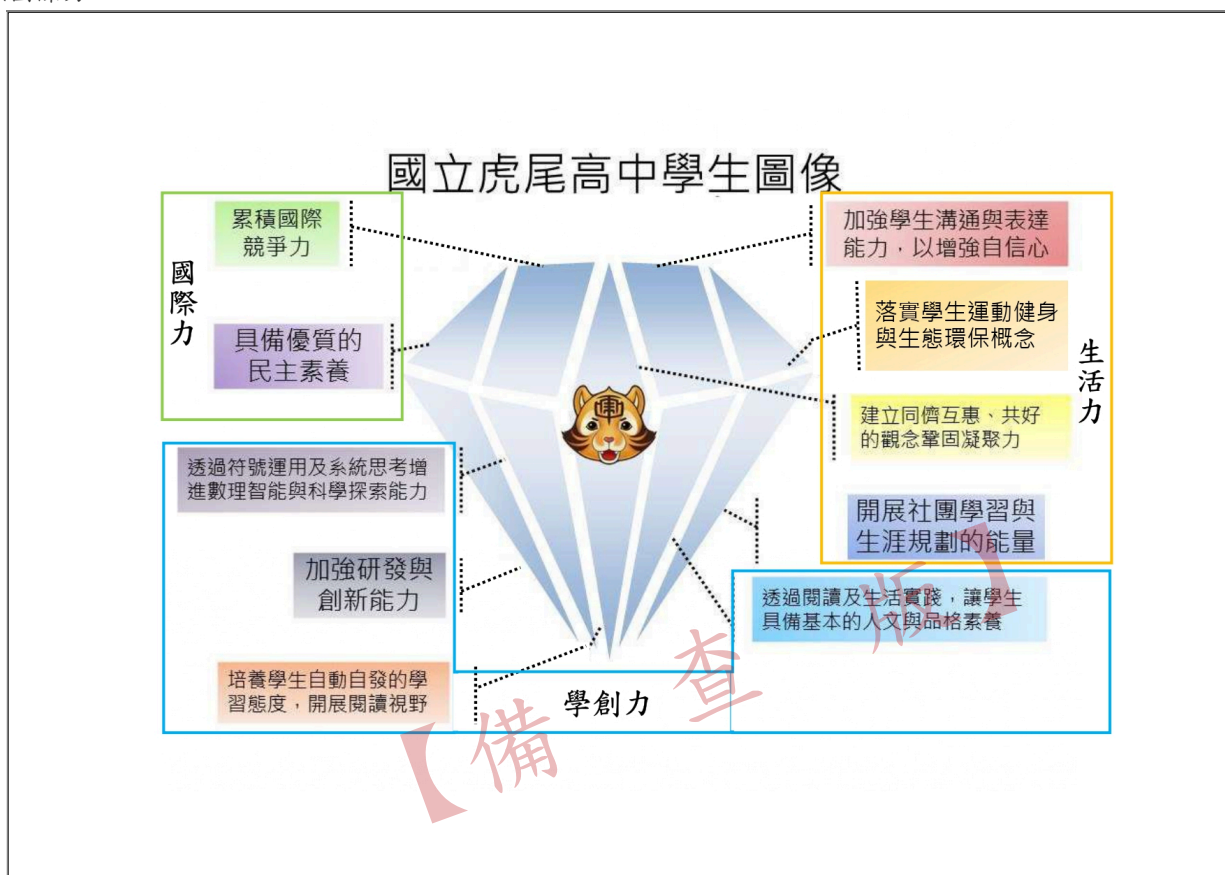 國立虎尾高中學生圖像
國際力
累積國際
競爭力
具備優質的
民主素養
生活力
加強學生溝通與表達
能力，以增強自信心
落實學生運動健身
與生態環保概念
建立同儕互惠、共好
的觀念鞏固凝聚力
開展社團學習與
生涯規劃的能量
透過符號運用及系統思考增
進數理智能與科學探索能力
加強研發與
創新能力
培養學生自動自發的學
習態度，開展閱讀視野
學創力
透過閱讀及生活實踐，讓學生
具備基本的人文與品格素養
【備查版】